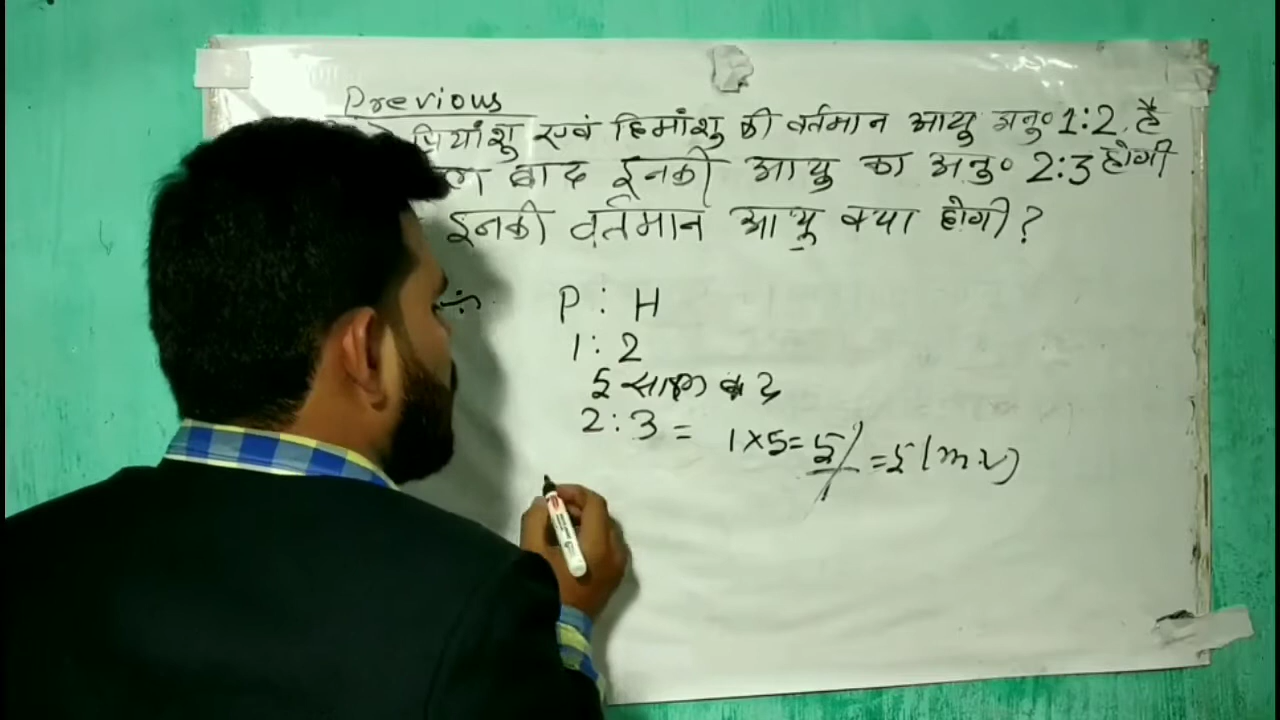 Previous
प्रियांशु एवं हिमांशु की वर्तमान आयु अनु० 1:2 है
बाद इनकी आयु का अनु० 2:3 होगी
इनकी वर्तमान आयु क्या होगी?
P : H
1 : 2
5 साल बाद
2 : 3 = 1×5=5/1 =5(m.v)